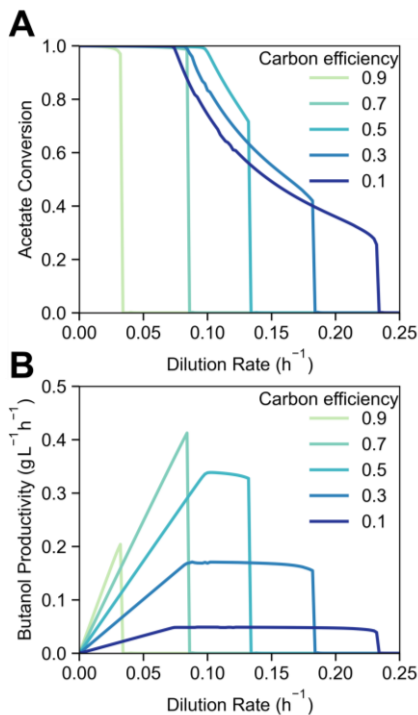 A
Carbon efficiency
0.9
0.7
0.5
0.3
0.1
Acetate Conversion
1.0
0.8
0.6
0.4
0.2
0.0
0.00 0.05 0.10 0.15 0.20 0.25
Dilution Rate (h⁻¹)
B
Carbon efficiency
0.9
0.7
0.5
0.3
0.1
Butanol Productivity (g L⁻¹h⁻¹)
0.5
0.4
0.3
0.2
0.1
0.0
0.00 0.05 0.10 0.15 0.20 0.25
Dilution Rate (h⁻¹)